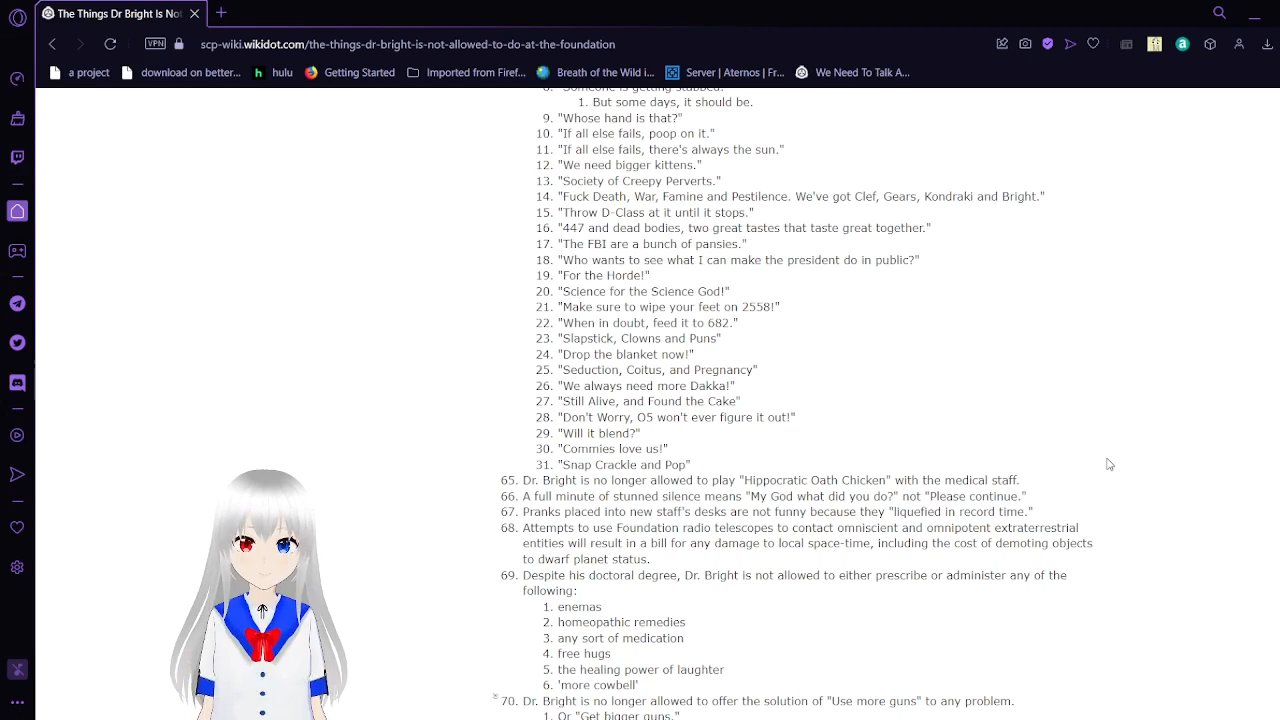 The Things Dr Bright Is Not
scp-wiki.wikidot.com/the-things-dr-bright-is-not-allowed-to-do-at-the-foundation
VPN
a project
download on better...
hulu
Getting Started
Imported from Firef...
Breath of the Wild i...
Server | Aternos | Fr...
We Need To Talk A...
8. "Someone is getting stabbed."
1. But some days, it should be.
9. "Whose hand is that?"
10. "If all else fails, poop on it."
11. "If all else fails, there's always the sun."
12. "We need bigger kittens."
13. "Society of Creepy Perverts."
14. "Fuck Death, War, Famine and Pestilence. We've got Clef, Gears, Kondraki and Bright."
15. "Throw D-Class at it until it stops."
16. "447 and dead bodies, two great tastes that taste great together."
17. "The FBI are a bunch of pansies."
18. "Who wants to see what I can make the president do in public?"
19. "For the Horde!"
20. "Science for the Science God!"
21. "Make sure to wipe your feet on 2558!"
22. "When in doubt, feed it to 682."
23. "Slapstick, Clowns and Puns"
24. "Drop the blanket now!"
25. "Seduction, Coitus, and Pregnancy"
26. "We always need more Dakka!"
27. "Still Alive, and Found the Cake"
28. "Don't Worry, O5 won't ever figure it out!"
29. "Will it blend?"
30. "Commies love us!"
31. "Snap Crackle and Pop"
65. Dr. Bright is no longer allowed to play "Hippocratic Oath Chicken" with the medical staff.
66. A full minute of stunned silence means "My God what did you do?" not "Please continue."
67. Pranks placed into new staff's desks are not funny because they "liquefied in record time."
68. Attempts to use Foundation radio telescopes to contact omniscient and omnipotent extraterrestrial
entities will result in a bill for any damage to local space-time, including the cost of demoting objects
to dwarf planet status.
69. Despite his doctoral degree, Dr. Bright is not allowed to either prescribe or administer any of the
following:
1. enemas
2. homeopathic remedies
3. any sort of medication
4. free hugs
5. the healing power of laughter
6. 'more cowbell'
70. Dr. Bright is no longer allowed to offer the solution of "Use more guns" to any problem.
1. Or "Get bigger guns."